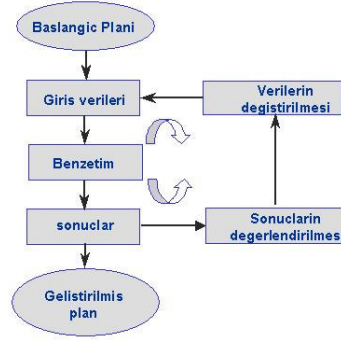 Baslangic Plani
Giris verileri
Verilerin
degistirilmesi
Benzetim
sonuclar
Sonuclarin
degerlendirilmes
Gelistirilmis
plan